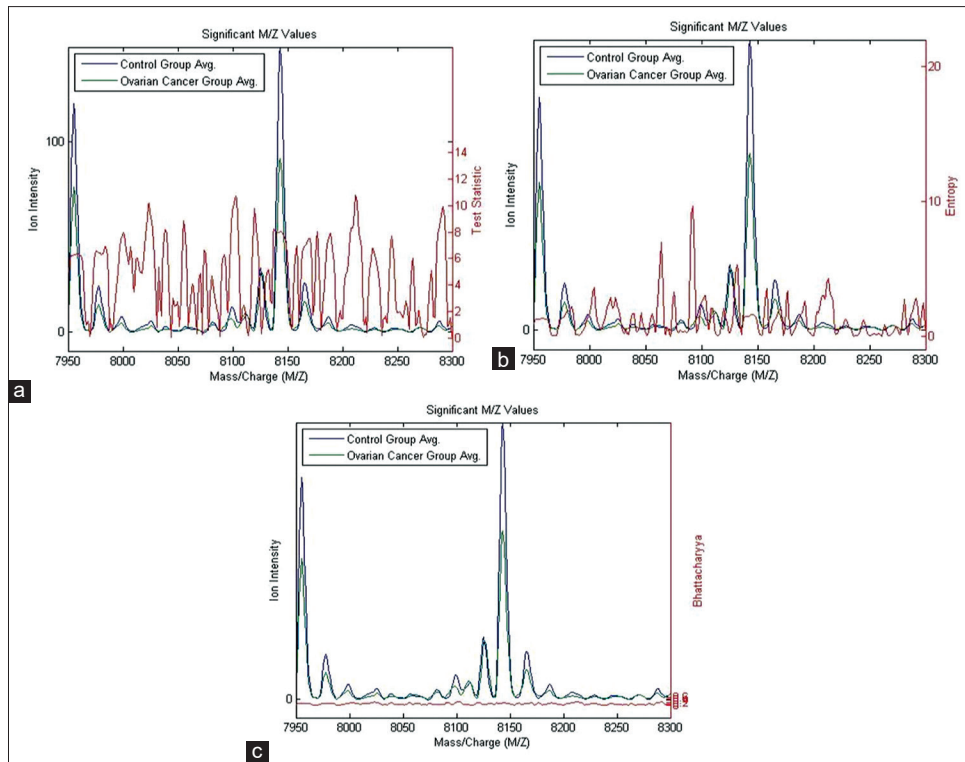 Significant M/Z Values
Control Group Avg.
Ovarian Cancer Group Avg.
Ion Intensity
100
0
14
12
10
8
6
4
2
0
Test Statistic
7950 8000 8050 8100 8150 8200 8250 8300
Mass/Charge (M/Z)
a
Significant M/Z Values
Control Group Avg.
Ovarian Cancer Group Avg.
Ion Intensity
0
20
10
0
Entropy
7950 8000 8050 8100 8150 8200 8250 8300
Mass/Charge (M/Z)
b
Significant M/Z Values
Control Group Avg.
Ovarian Cancer Group Avg.
Ion Intensity
0
Bhattacharyya
7950 8000 8050 8100 8150 8200 8250 8300
Mass/Charge (M/Z)
c